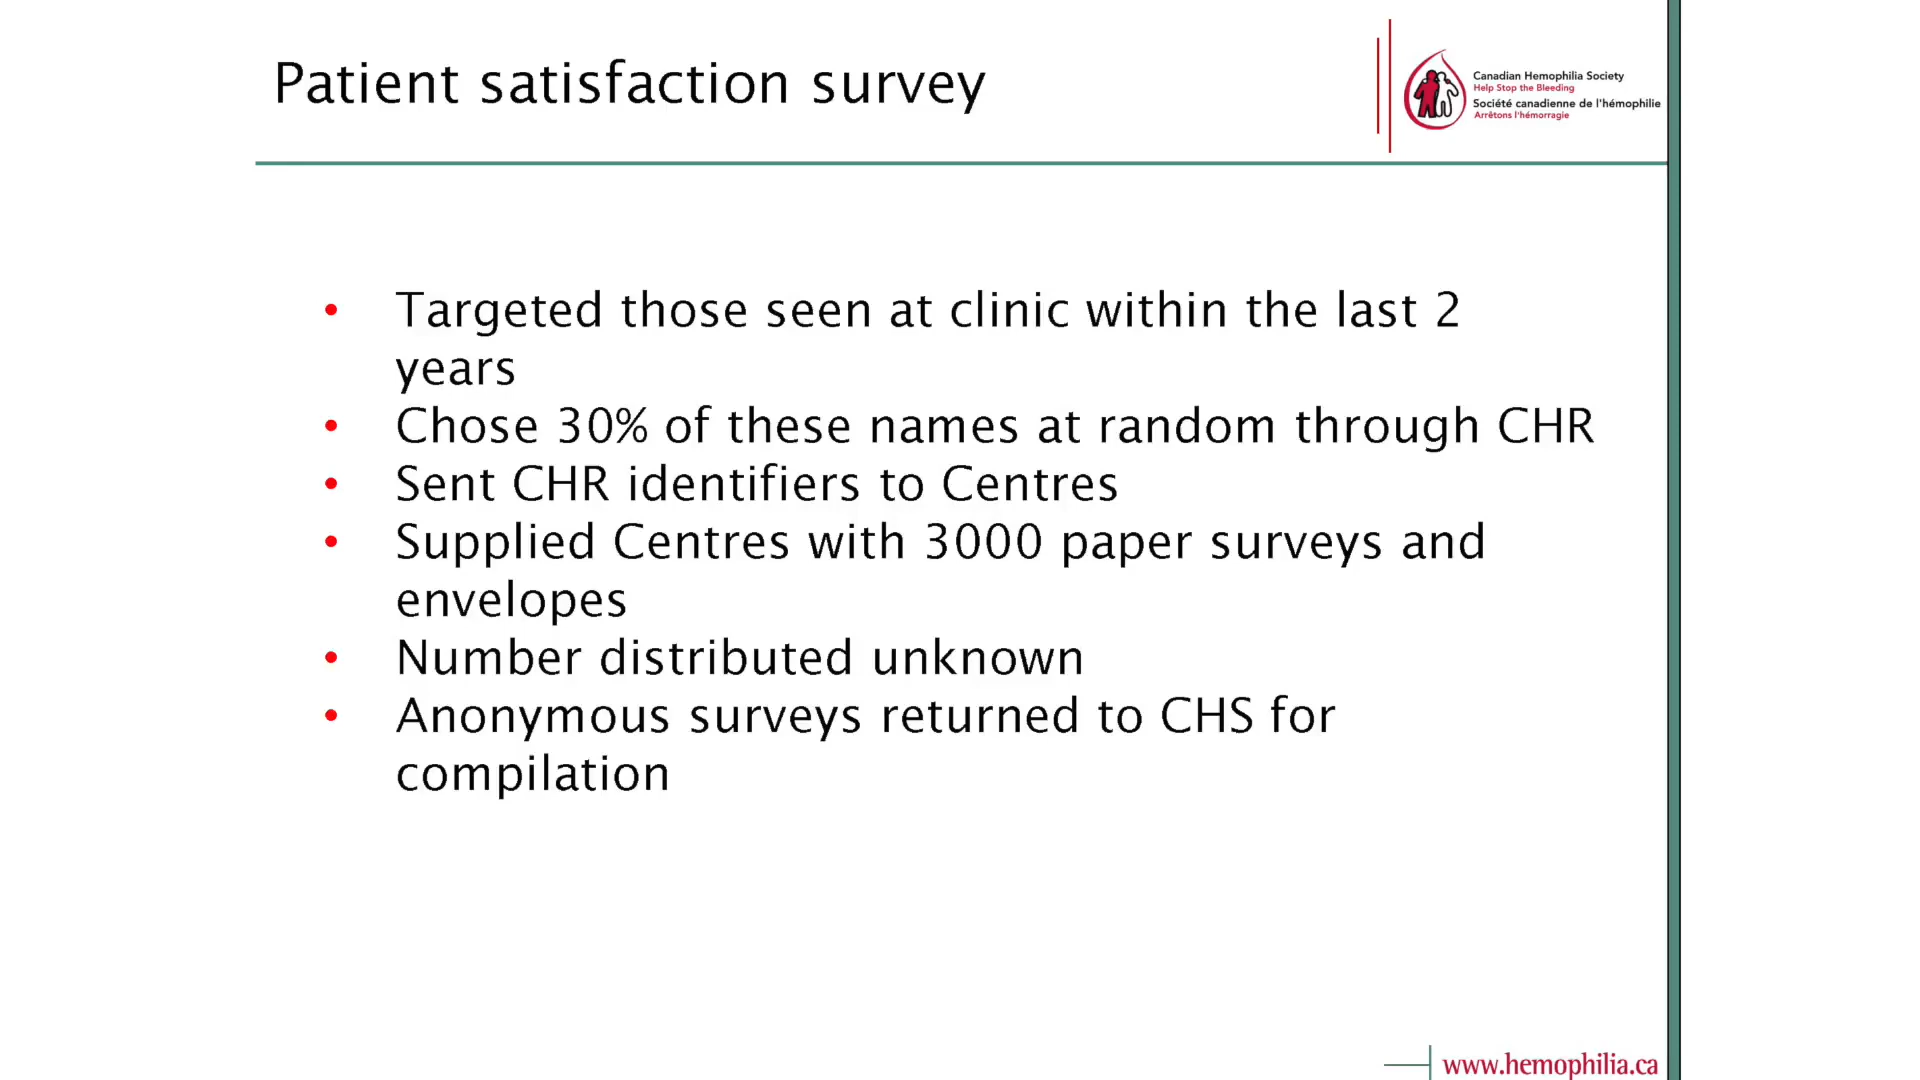 Patient satisfaction survey
Canadian Hemophilia Society
Help Stop the Bleeding
Société canadienne de l'hémophilie
Arrêtons l'hémorragie
• Targeted those seen at clinic within the last 2
years
• Chose 30% of these names at random through CHR
• Sent CHR identifiers to Centres
• Supplied Centres with 3000 paper surveys and
envelopes
• Number distributed unknown
• Anonymous surveys returned to CHS for
compilation
www.hemophilia.ca